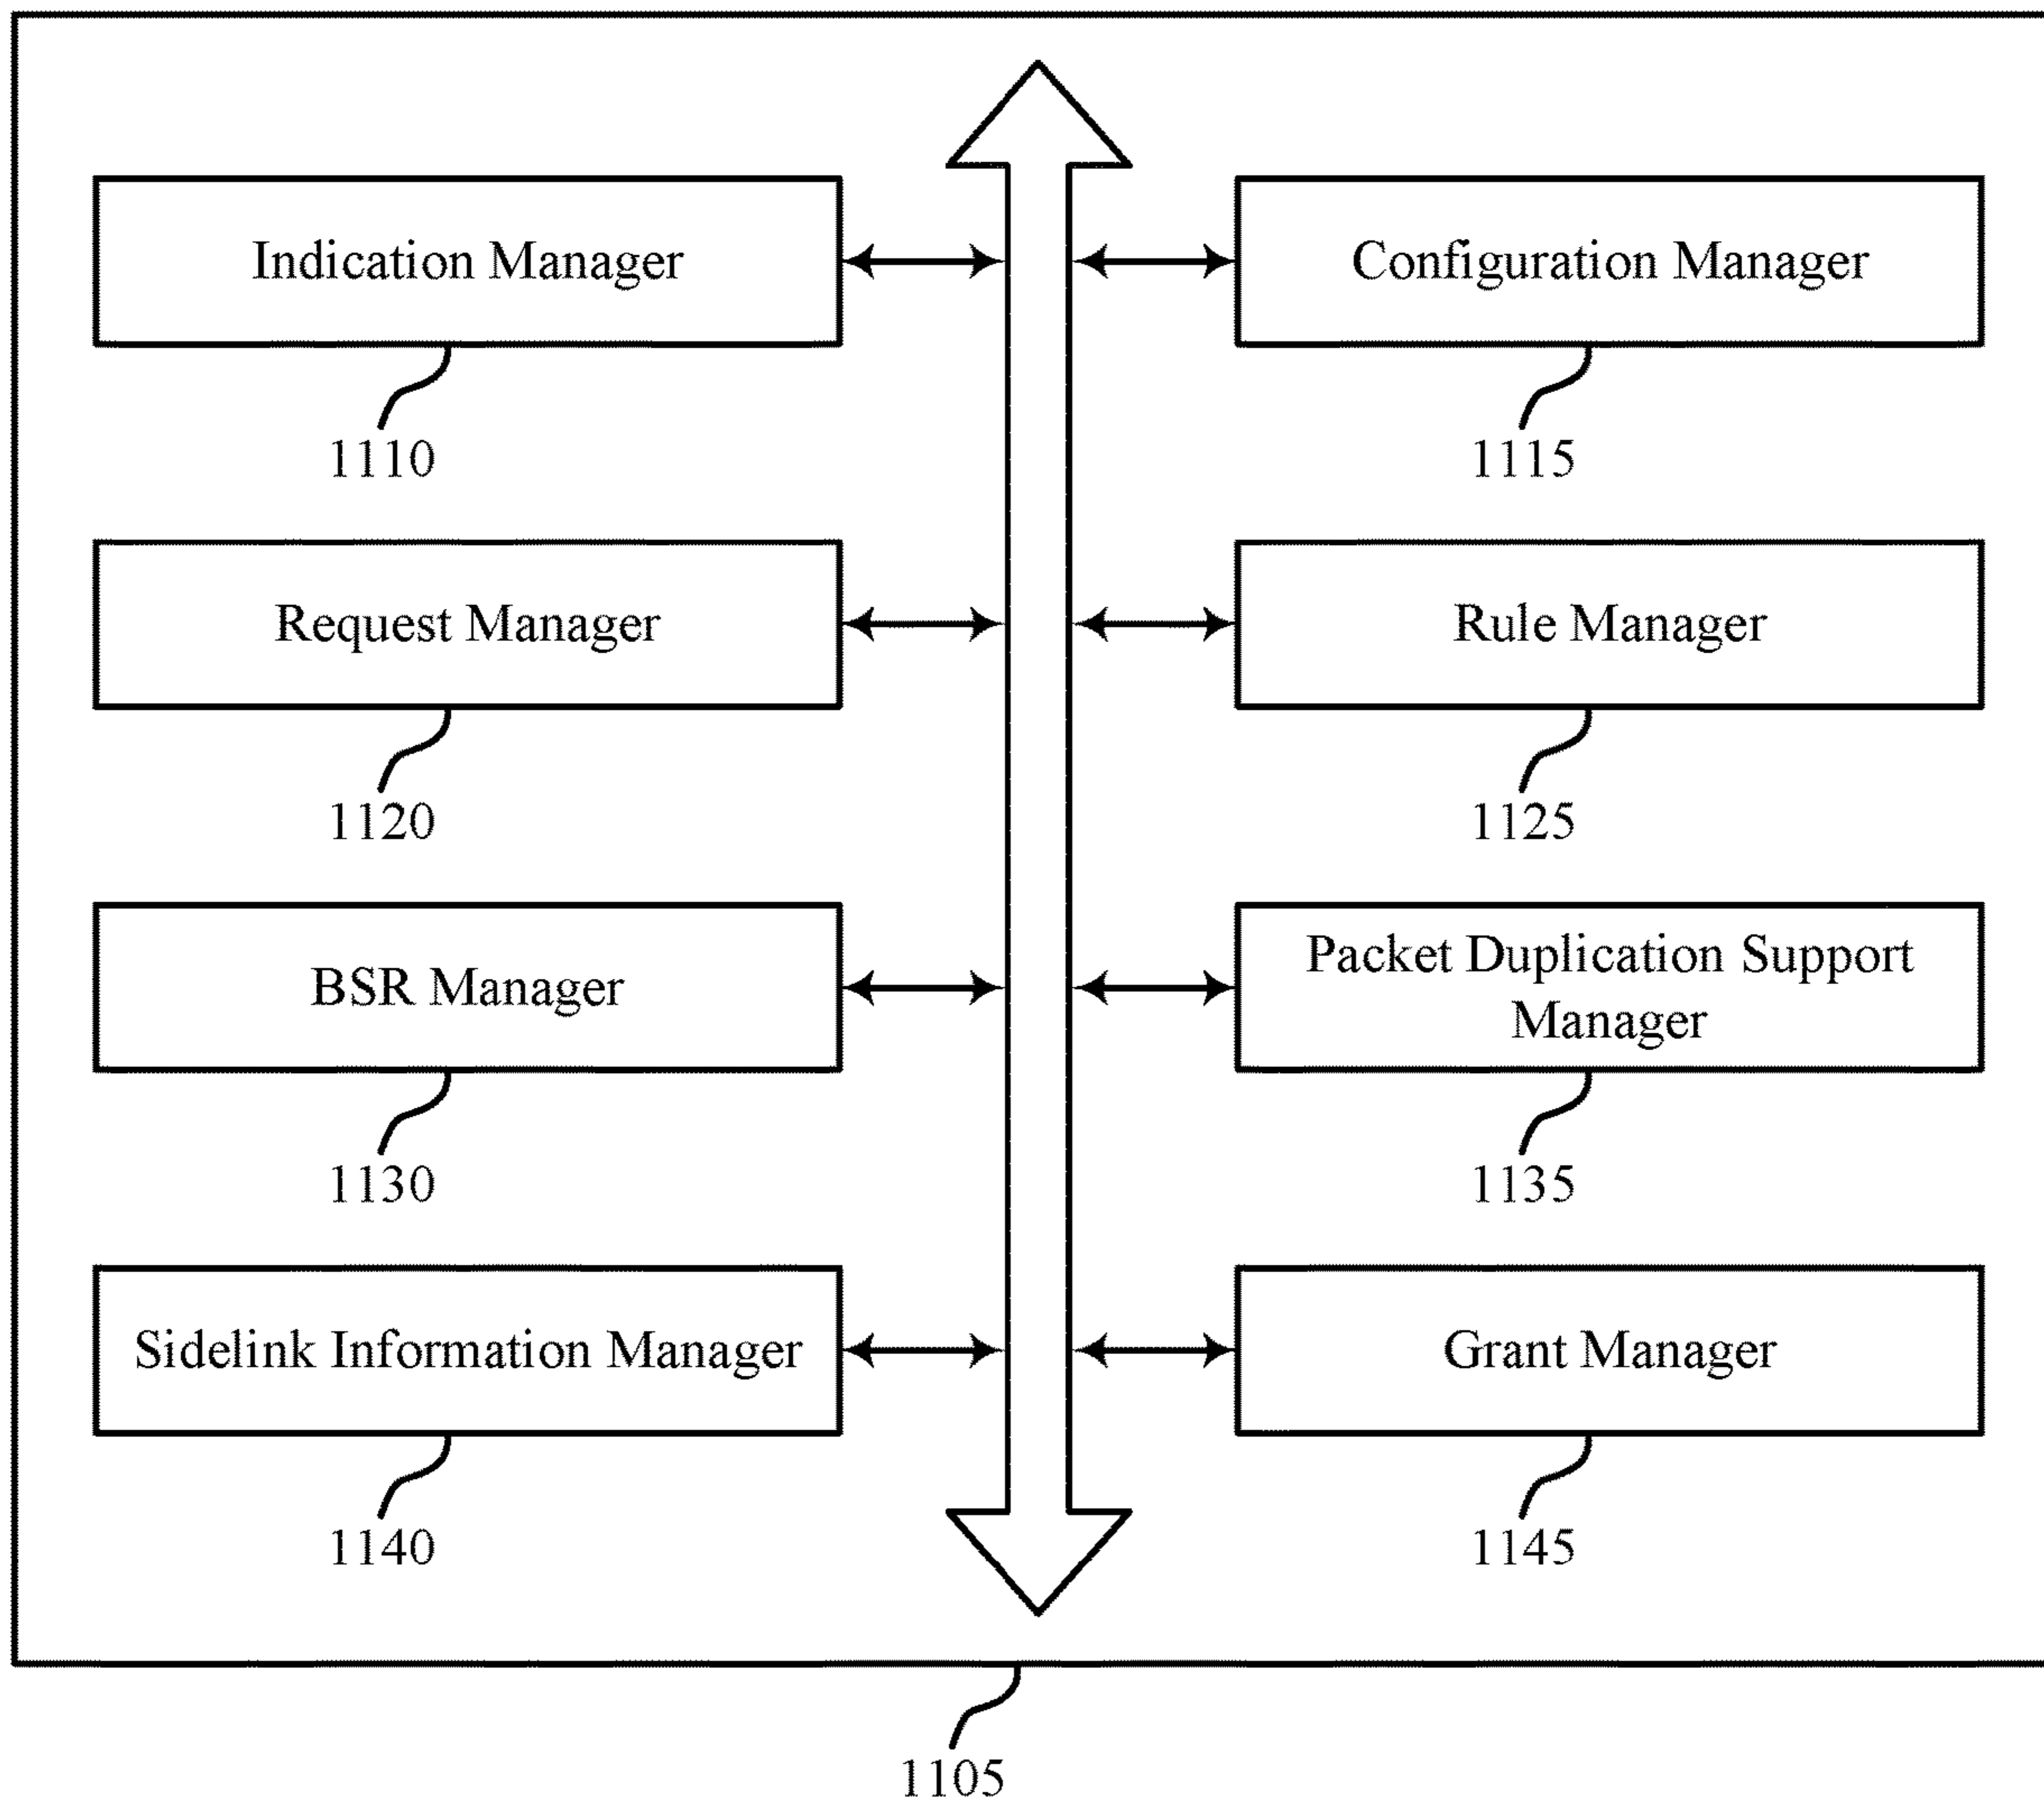 Indication Manager
Configuration Manager
1110
1115
Request Manager
Rule Manager
1120
1125
BSR Manager
Packet Duplication Support
Manager
1130
1135
Sidelink Information Manager
Grant Manager
1140
1145
1105